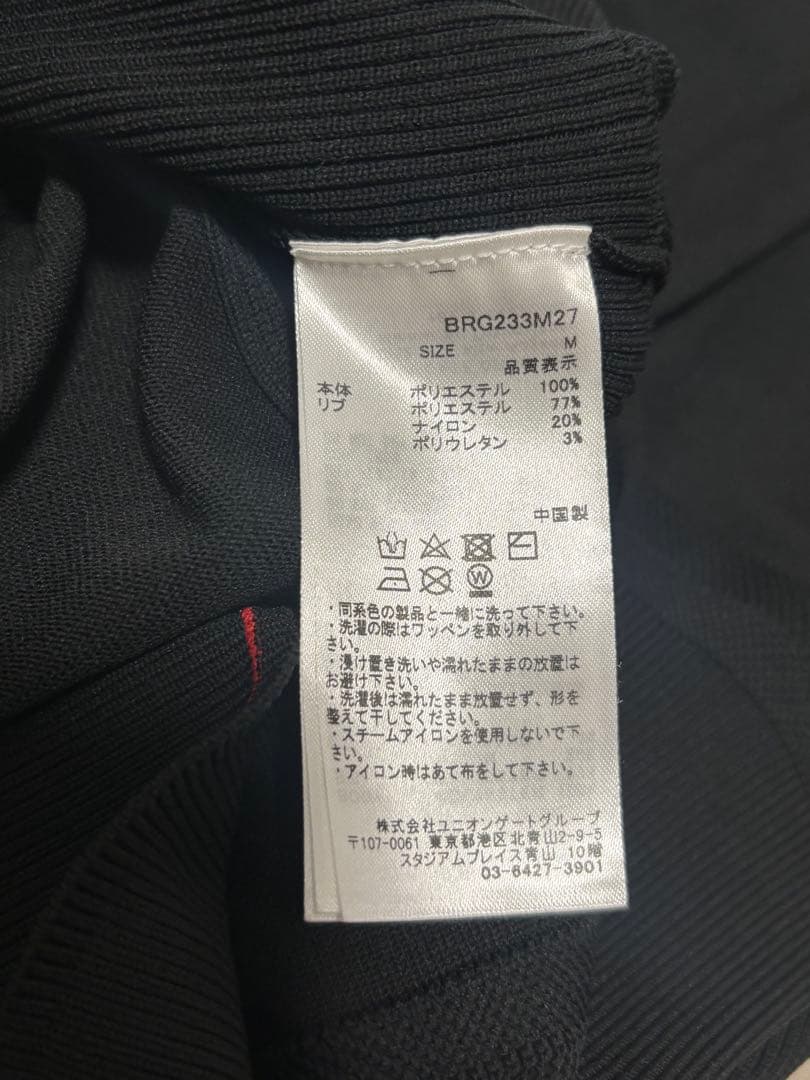 BRG233M27
SIZE M
品質表示
本体 ポリエステル 100%
リブ ポリエステル 77%
ナイロン 20%
ポリウレタン 3%
中国製
W
・同系色の製品と一緒に洗って下さい。
・洗濯の際はワッペンを取り外して下
さい。
・浸け置き洗いや濡れたままの放置は
お避け下さい。
・洗濯後は濡れたまま放置せず、形を
整えて干してください。
・スチームアイロンを使用しないで下
さい。
・アイロン時はあて布をして下さい。
株式会社ユニオンゲートグループ
〒107-0061 東京都港区北青山2-9-5
スタジアムプレイス青山 10階
03-6427-3901